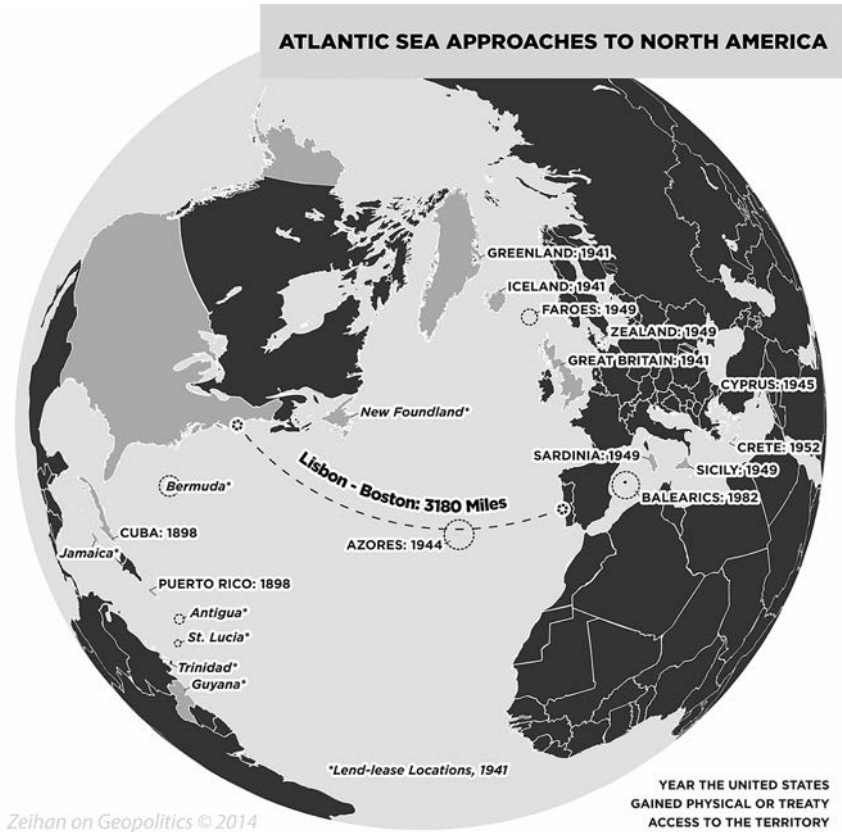 ATLANTIC SEA APPROACHES TO NORTH AMERICA
GREENLAND: 1941
ICELAND: 1941
FAROES: 1949
ZEALAND: 1949
GREAT BRITAIN: 1941
CYPRUS: 1945
New Foundland*
CRETE: 1952
SARDINIA: 1949
SICILY: 1949
Lisbon - Boston: 3180 Miles
Bermuda*
BALEARICS: 1982
CUBA: 1898
AZORES: 1944
Jamaica*
PUERTO RICO: 1898
Antigua*
St. Lucia*
Trinidad*
Guyana*
*Lend-lease Locations, 1941
YEAR THE UNITED STATES
GAINED PHYSICAL OR TREATY
ACCESS TO THE TERRITORY
Zeihan on Geopolitics © 2014